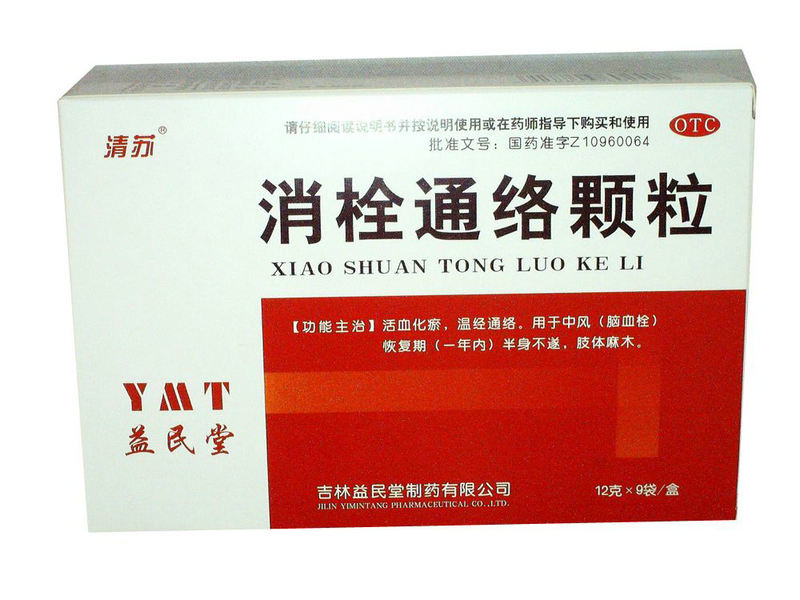 清苏®
请仔细阅读说明书并按说明使用或在药师指导下购买和使用
OTC
批准文号：国药准字Z10960064
消栓通络颗粒
XIAO SHUAN TONG LUO KE LI
【功能主治】活血化瘀，温经通络。用于中风（脑血栓）
恢复期（一年内）半身不遂，肢体麻木。
YMT
益民堂
吉林益民堂制药有限公司
JILIN YIMINTANG PHARMACEUTICAL CO.,LTD.
12克×9袋/盒